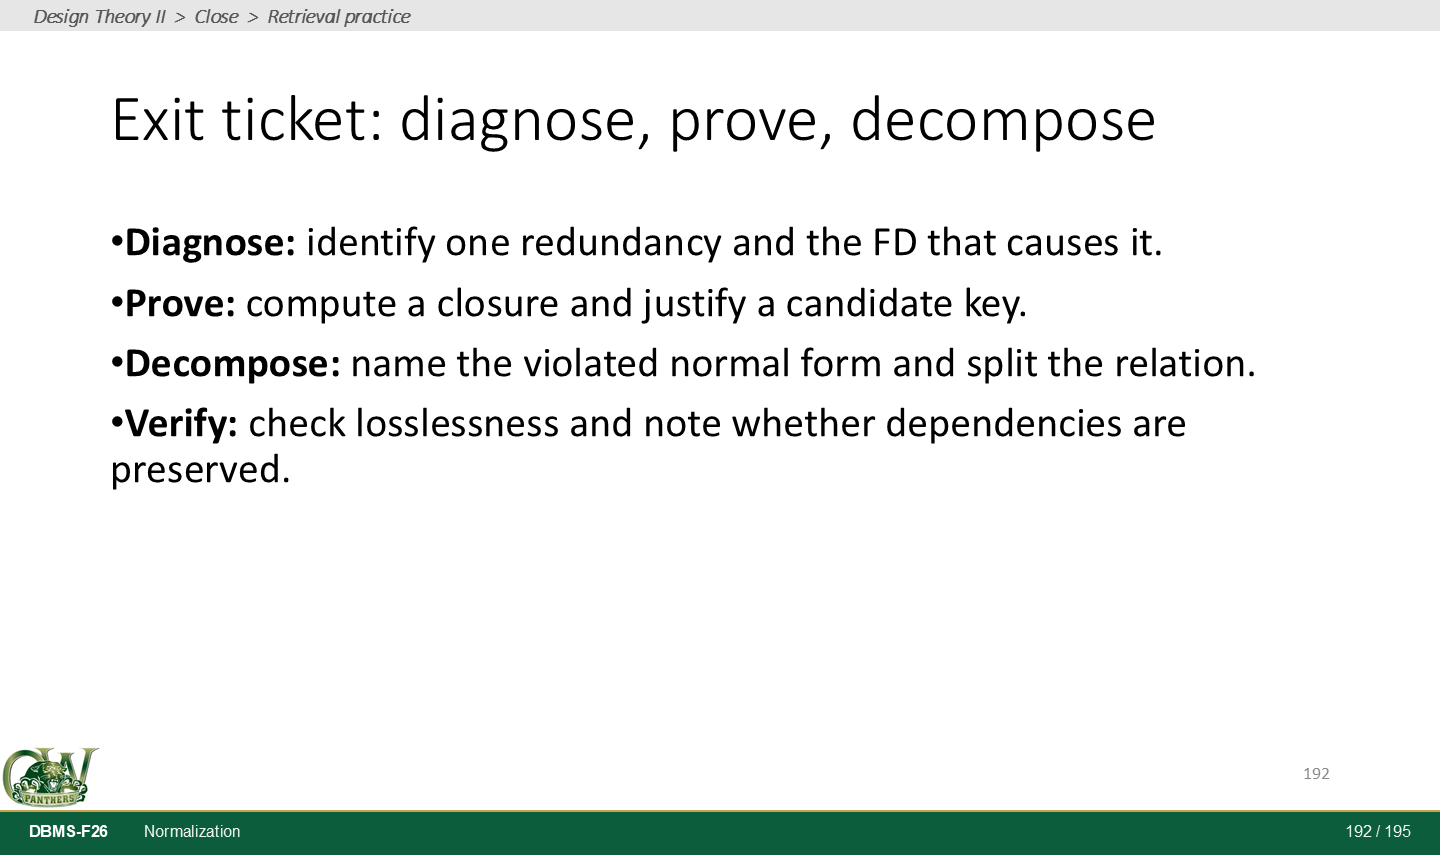 Design Theory II > Close > Retrieval practice
Exit ticket: diagnose, prove, decompose
•Diagnose: identify one redundancy and the FD that causes it.
•Prove: compute a closure and justify a candidate key.
•Decompose: name the violated normal form and split the relation.
•Verify: check losslessness and note whether dependencies are
preserved.
OW
PANTHERS
192
DBMS-F26 Normalization 192 / 195